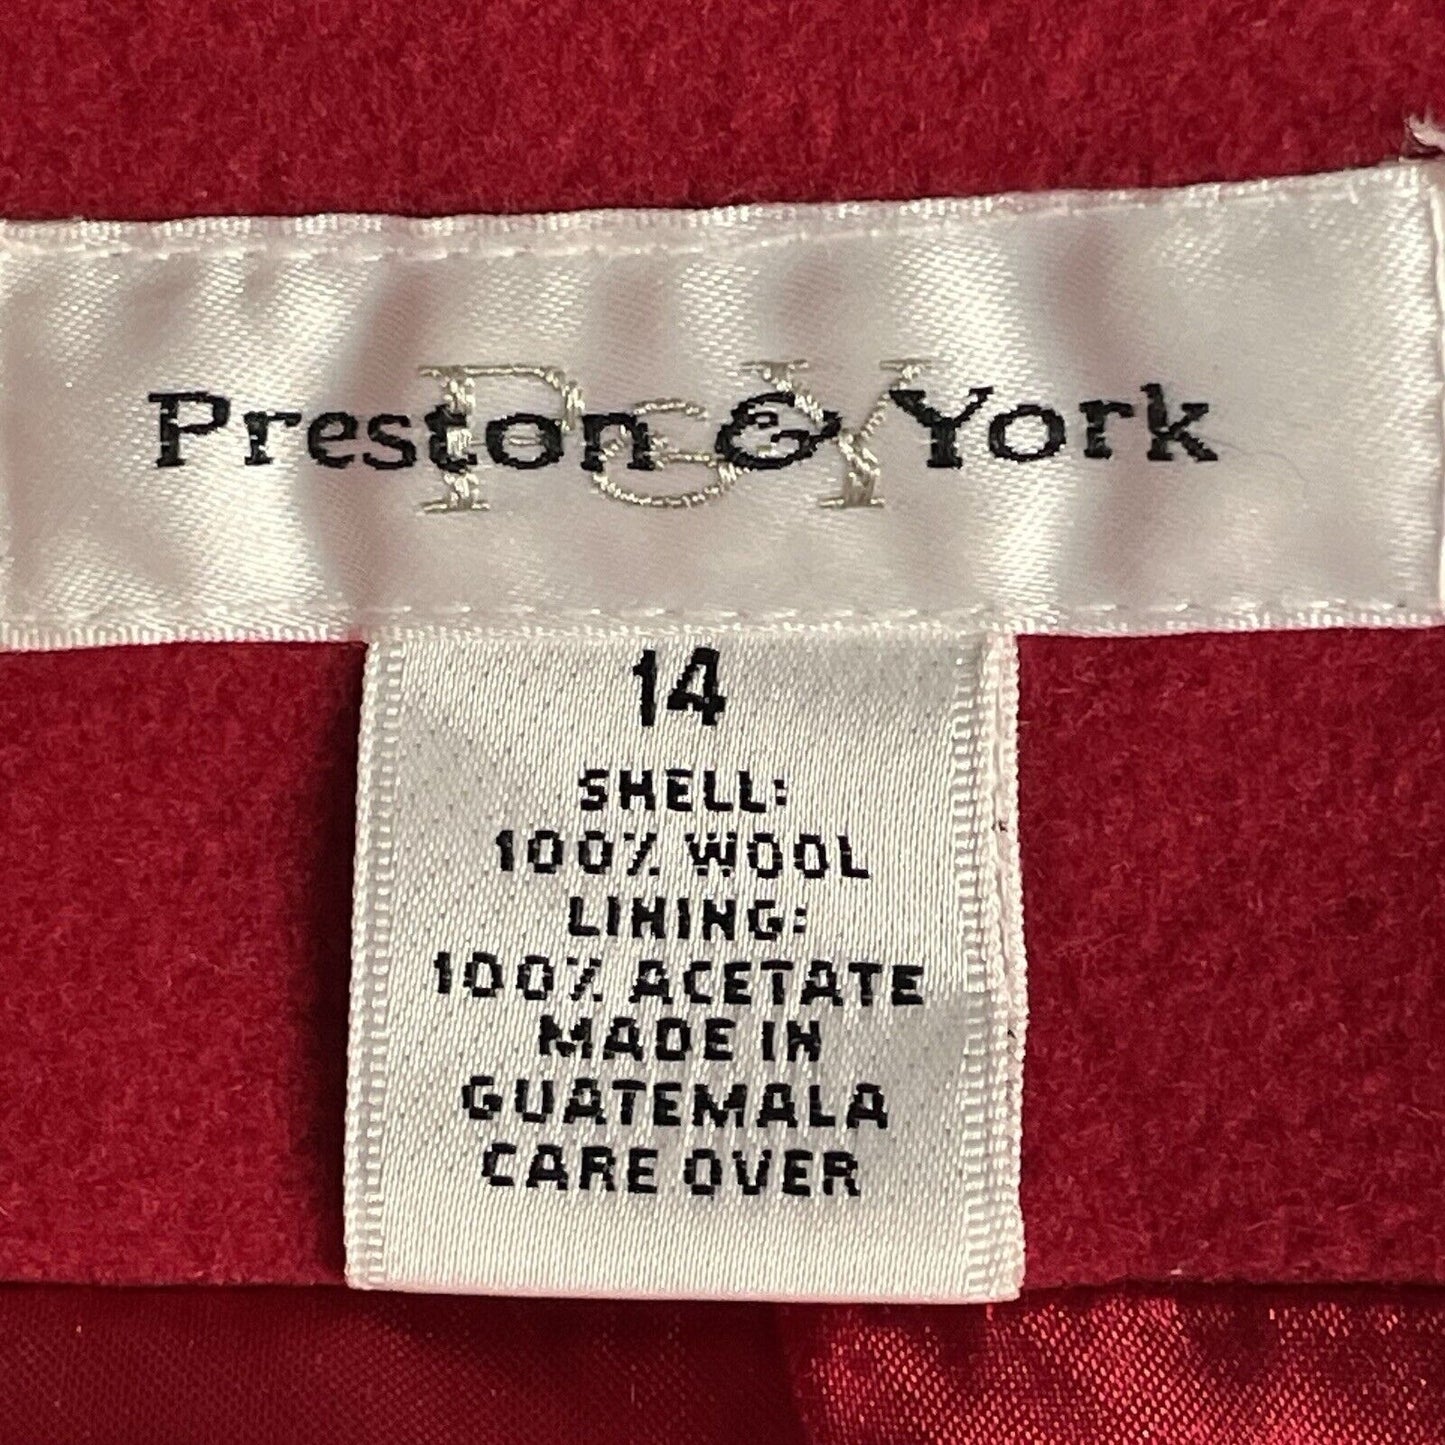 Preston & York
P&Y
14
SHELL:
100% WOOL
LINING:
100% ACETATE
MADE IN
GUATEMALA
CARE OVER